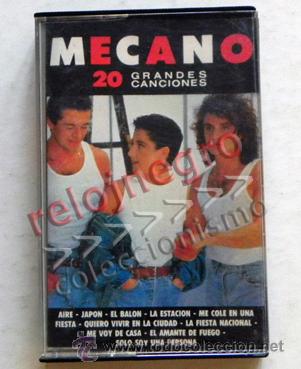 MECANO
20 GRANDES
CANCIONES
relojnegro
coleccionismo
AIRE - JAPON - EL BALON - LA ESTACION - ME COLE EN UNA
FIESTA - QUIERO VIVIR EN LA CIUDAD - LA FIESTA NACIONAL -
ME VOY DE CASA - EL AMANTE DE FUEGO -
SOLO SOY UNA PERSONA
todocoleccion